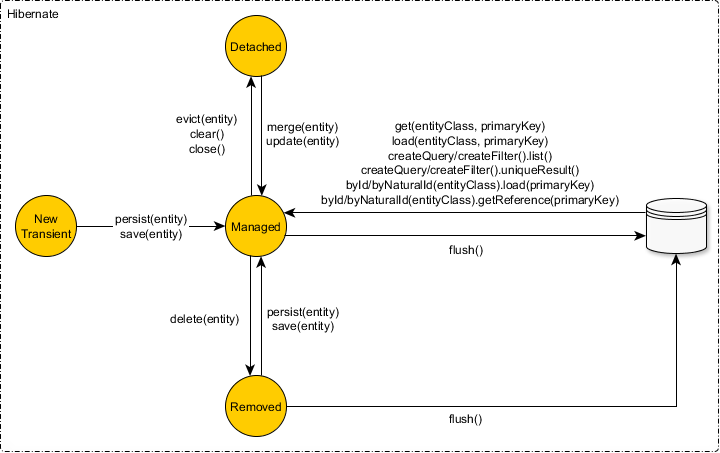 Hibernate
Detached
evict(entity)
clear()
close()
merge(entity)
update(entity)
get(entityClass, primaryKey)
load(entityClass, primaryKey)
createQuery/createFilter().list()
createQuery/createFilter().uniqueResult()
byId/byNaturalId(entityClass).load(primaryKey)
byId/byNaturalId(entityClass).getReference(primaryKey)
New
Transient
persist(entity)
save(entity)
Managed
flush()
delete(entity)
persist(entity)
save(entity)
Removed
flush()